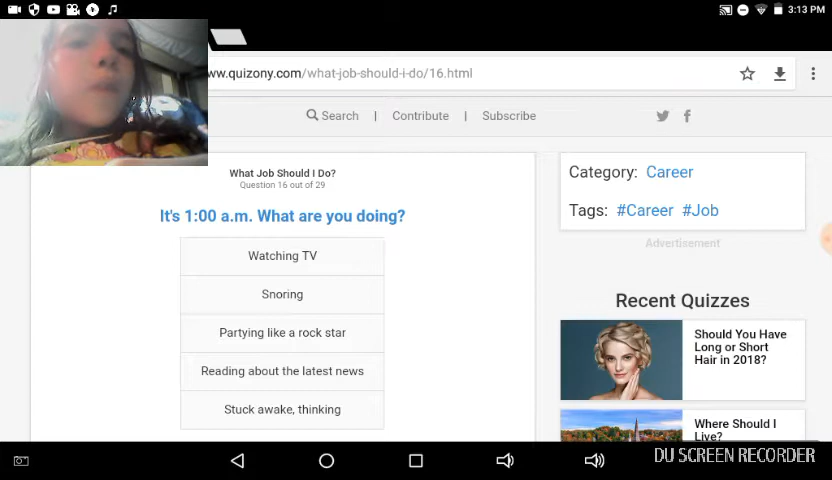 3:13 PM
ww.quizony.com/what-job-should-i-do/16.html
Search | Contribute | Subscribe
What Job Should I Do?
Question 16 out of 29
It's 1:00 a.m. What are you doing?
Watching TV
Snoring
Partying like a rock star
Reading about the latest news
Stuck awake, thinking
Category: Career
Tags: #Career #Job
Advertisement
Recent Quizzes
Should You Have
Long or Short
Hair in 2018?
Where Should I
Live?
DU SCREEN RECORDER